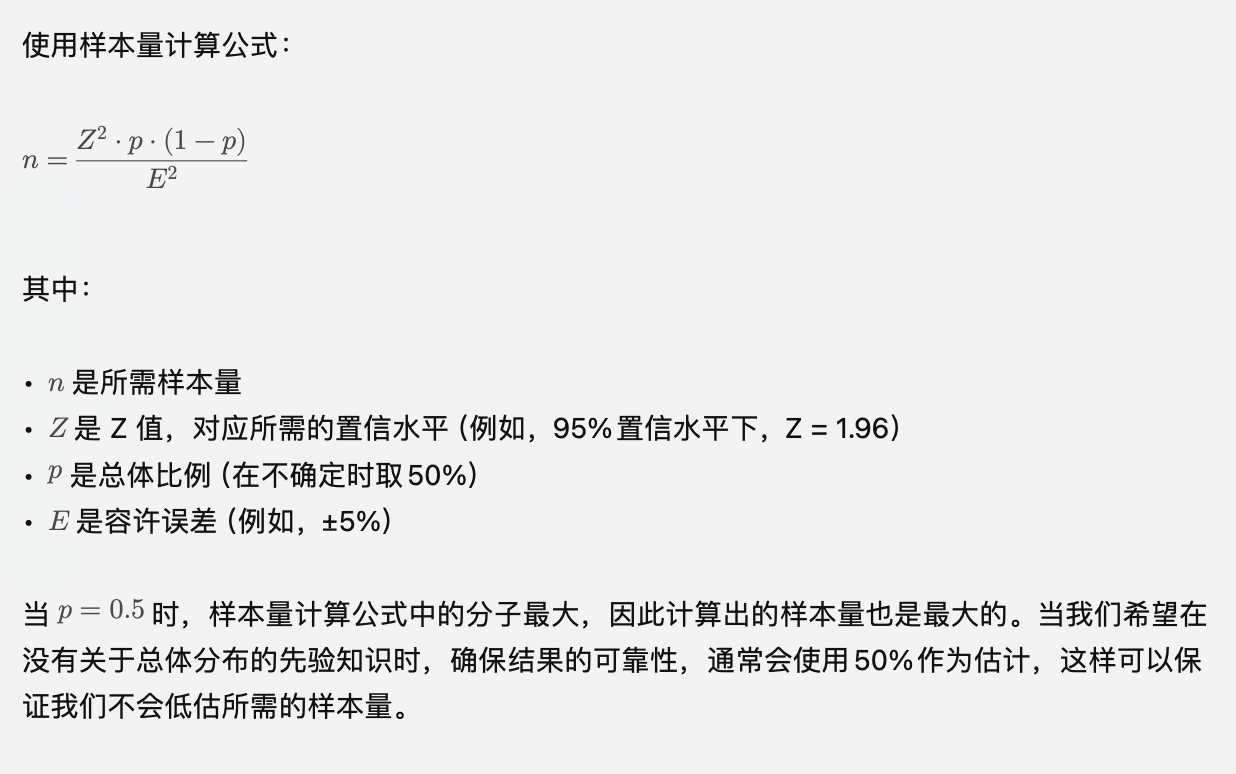 使用样本量计算公式：
n = \frac{Z^2 \cdot p \cdot (1 - p)}{E^2}
其中：
• n 是所需样本量
• Z 是 Z 值，对应所需的置信水平（例如，95% 置信水平下，Z = 1.96）
• p 是总体比例（在不确定时取 50%）
• E 是容许误差（例如，±5%）
当 p = 0.5 时，样本量计算公式中的分子最大，因此计算出的样本量也是最大的。当我们希望在
没有关于总体分布的先验知识时，确保结果的可靠性，通常会使用 50% 作为估计，这样可以保
证我们不会低估所需的样本量。